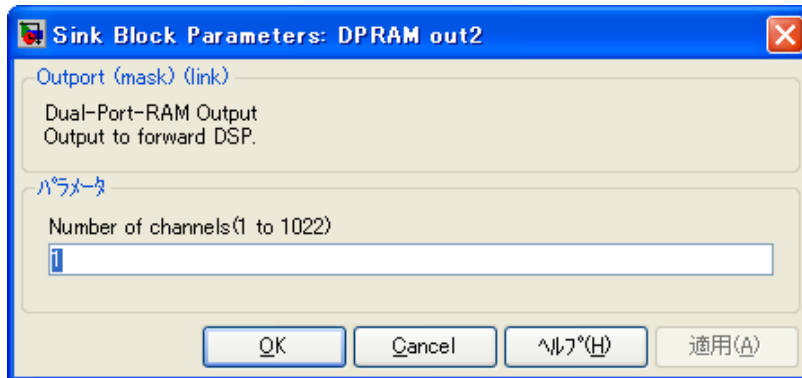 Sink Block Parameters: DPRAM out2
Outport (mask) (link)
Dual-Port-RAM Output
Output to forward DSP.
パラメータ
Number of channels(1 to 1022)
1
OK
Cancel
ヘルプ(H)
適用(A)